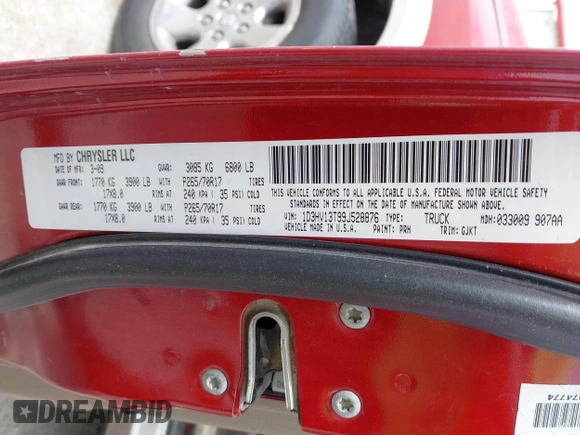 MFD BY CHRYSLER LLC
DATE OF MFR: 3-09 GVWR: 3085 KG 6800 LB
GAWR FRONT: 1770 KG 3900 LB WITH P265/70R17 TIRES
17X8.0 RIMS AT 240 KPA ( 35 PSI) COLD
GAWR REAR: 1770 KG 3900 LB WITH P265/70R17 TIRES
17X8.0 RIMS AT 240 KPA ( 35 PSI) COLD
THIS VEHICLE CONFORMS TO ALL APPLICABLE U.S.A. FEDERAL MOTOR VEHICLE SAFETY
STANDARDS IN EFFECT ON THE DATE OF MANUFACTURE SHOWN ABOVE.
VIN: 1D3HV13T99J528876 TYPE: TRUCK MDH: 033009 907AA
VEHICLE MADE IN U.S.A. PAINT: PRH TRIM: GJKT
DREAMBID